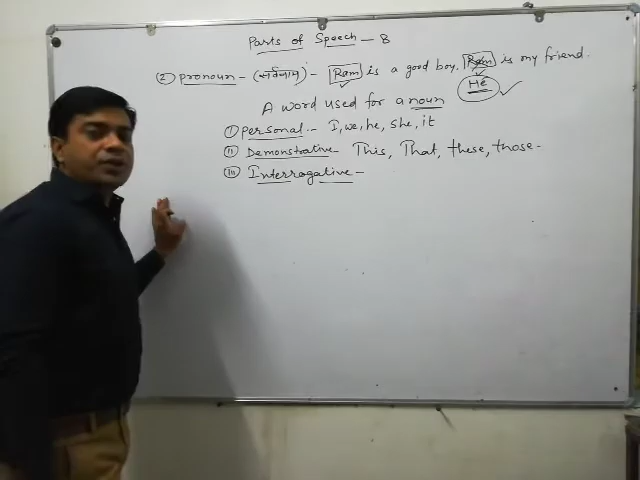 Parts of Speech - 8
(2) Pronoun - (सर्वनाम) - Ram is a good boy. Ram is my friend.
He ✓
A word used for a noun
(i) Personal - I, we, he, she, it
(ii) Demonstrative - This, That, these, those -
(iii) Interrogative -